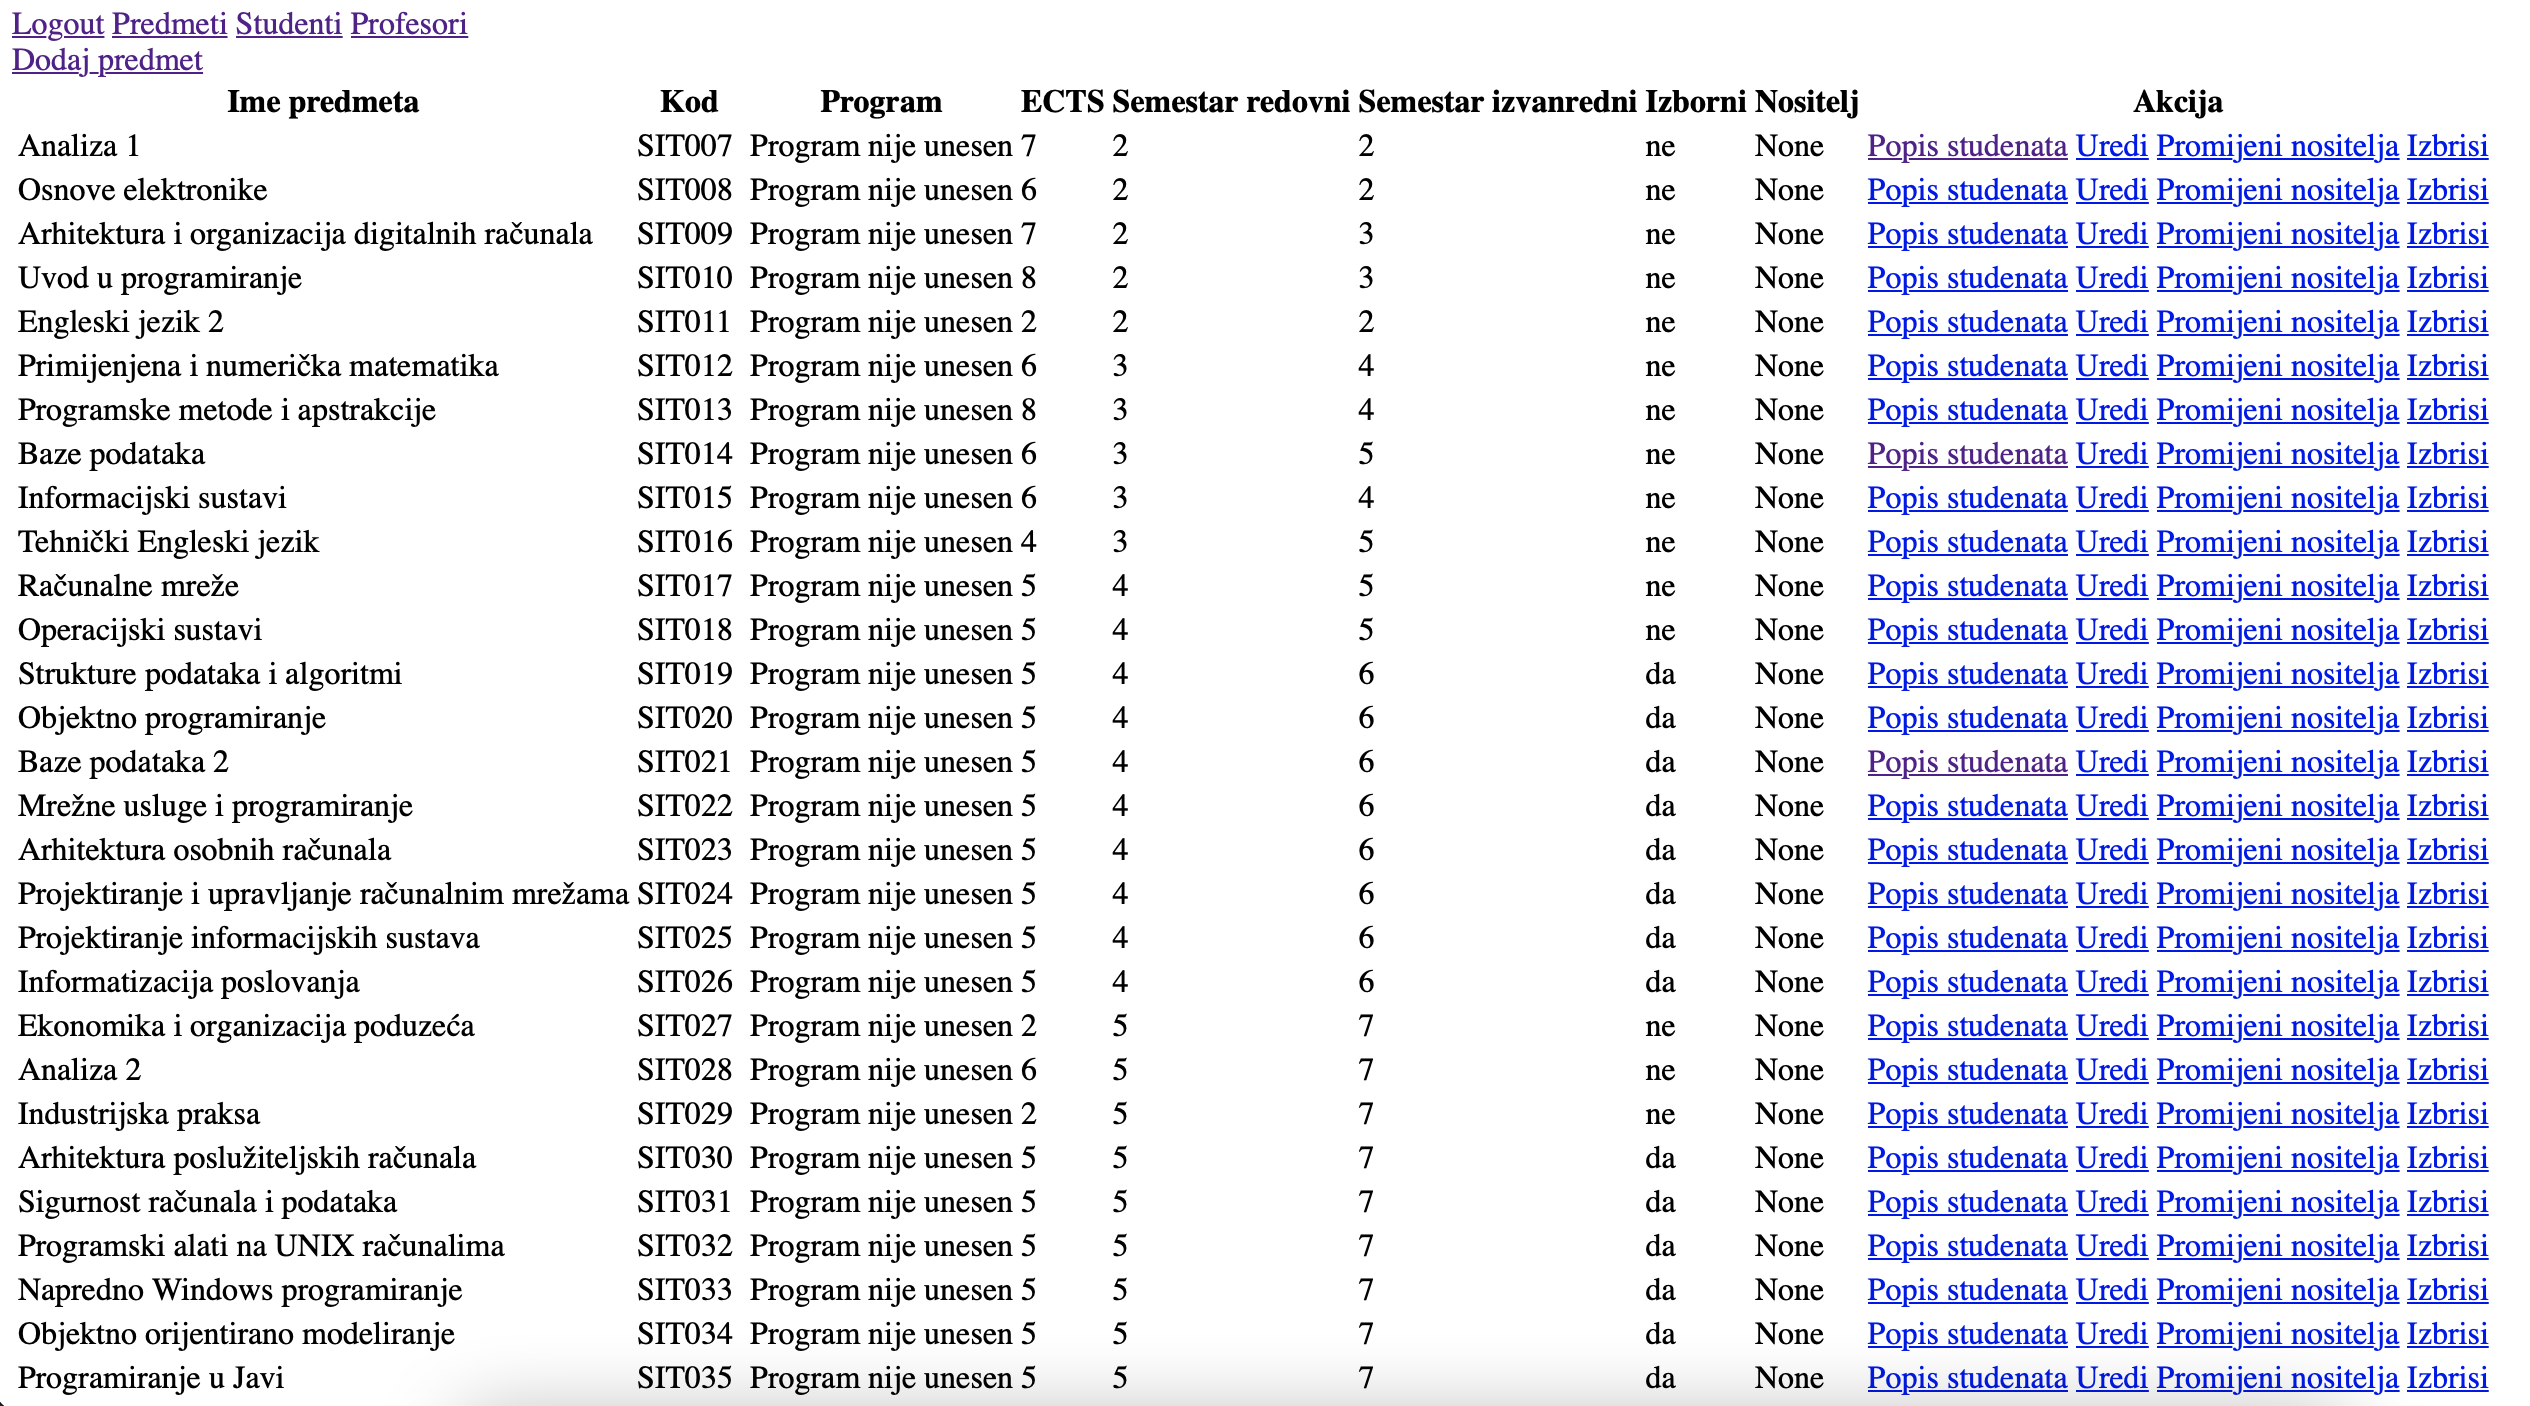 Logout Predmeti Studenti Profesori
Dodaj predmet
Ime predmeta Kod Program ECTS Semestar redovni Semestar izvanredni Izborni Nositelj Akcija
Analiza 1 SIT007 Program nije unesen 7 2 2 ne None Popis studenata Uredi Promijeni nositelja Izbrisi
Osnove elektronike SIT008 Program nije unesen 6 2 2 ne None Popis studenata Uredi Promijeni nositelja Izbrisi
Arhitektura i organizacija digitalnih računala SIT009 Program nije unesen 7 2 3 ne None Popis studenata Uredi Promijeni nositelja Izbrisi
Uvod u programiranje SIT010 Program nije unesen 8 2 3 ne None Popis studenata Uredi Promijeni nositelja Izbrisi
Engleski jezik 2 SIT011 Program nije unesen 2 2 2 ne None Popis studenata Uredi Promijeni nositelja Izbrisi
Primijenjena i numerička matematika SIT012 Program nije unesen 6 3 4 ne None Popis studenata Uredi Promijeni nositelja Izbrisi
Programske metode i apstrakcije SIT013 Program nije unesen 8 3 4 ne None Popis studenata Uredi Promijeni nositelja Izbrisi
Baze podataka SIT014 Program nije unesen 6 3 5 ne None Popis studenata Uredi Promijeni nositelja Izbrisi
Informacijski sustavi SIT015 Program nije unesen 6 3 4 ne None Popis studenata Uredi Promijeni nositelja Izbrisi
Tehnički Engleski jezik SIT016 Program nije unesen 4 3 5 ne None Popis studenata Uredi Promijeni nositelja Izbrisi
Računalne mreže SIT017 Program nije unesen 5 4 5 ne None Popis studenata Uredi Promijeni nositelja Izbrisi
Operacijski sustavi SIT018 Program nije unesen 5 4 5 ne None Popis studenata Uredi Promijeni nositelja Izbrisi
Strukture podataka i algoritmi SIT019 Program nije unesen 5 4 6 da None Popis studenata Uredi Promijeni nositelja Izbrisi
Objektno programiranje SIT020 Program nije unesen 5 4 6 da None Popis studenata Uredi Promijeni nositelja Izbrisi
Baze podataka 2 SIT021 Program nije unesen 5 4 6 da None Popis studenata Uredi Promijeni nositelja Izbrisi
Mrežne usluge i programiranje SIT022 Program nije unesen 5 4 6 da None Popis studenata Uredi Promijeni nositelja Izbrisi
Arhitektura osobnih računala SIT023 Program nije unesen 5 4 6 da None Popis studenata Uredi Promijeni nositelja Izbrisi
Projektiranje i upravljanje računalnim mrežama SIT024 Program nije unesen 5 4 6 da None Popis studenata Uredi Promijeni nositelja Izbrisi
Projektiranje informacijskih sustava SIT025 Program nije unesen 5 4 6 da None Popis studenata Uredi Promijeni nositelja Izbrisi
Informatizacija poslovanja SIT026 Program nije unesen 5 4 6 da None Popis studenata Uredi Promijeni nositelja Izbrisi
Ekonomika i organizacija poduzeća SIT027 Program nije unesen 2 5 7 ne None Popis studenata Uredi Promijeni nositelja Izbrisi
Analiza 2 SIT028 Program nije unesen 6 5 7 ne None Popis studenata Uredi Promijeni nositelja Izbrisi
Industrijska praksa SIT029 Program nije unesen 2 5 7 ne None Popis studenata Uredi Promijeni nositelja Izbrisi
Arhitektura poslužiteljskih računala SIT030 Program nije unesen 5 5 7 da None Popis studenata Uredi Promijeni nositelja Izbrisi
Sigurnost računala i podataka SIT031 Program nije unesen 5 5 7 da None Popis studenata Uredi Promijeni nositelja Izbrisi
Programski alati na UNIX računalima SIT032 Program nije unesen 5 5 7 da None Popis studenata Uredi Promijeni nositelja Izbrisi
Napredno Windows programiranje SIT033 Program nije unesen 5 5 7 da None Popis studenata Uredi Promijeni nositelja Izbrisi
Objektno orijentirano modeliranje SIT034 Program nije unesen 5 5 7 da None Popis studenata Uredi Promijeni nositelja Izbrisi
Programiranje u Javi SIT035 Program nije unesen 5 5 7 da None Popis studenata Uredi Promijeni nositelja Izbrisi